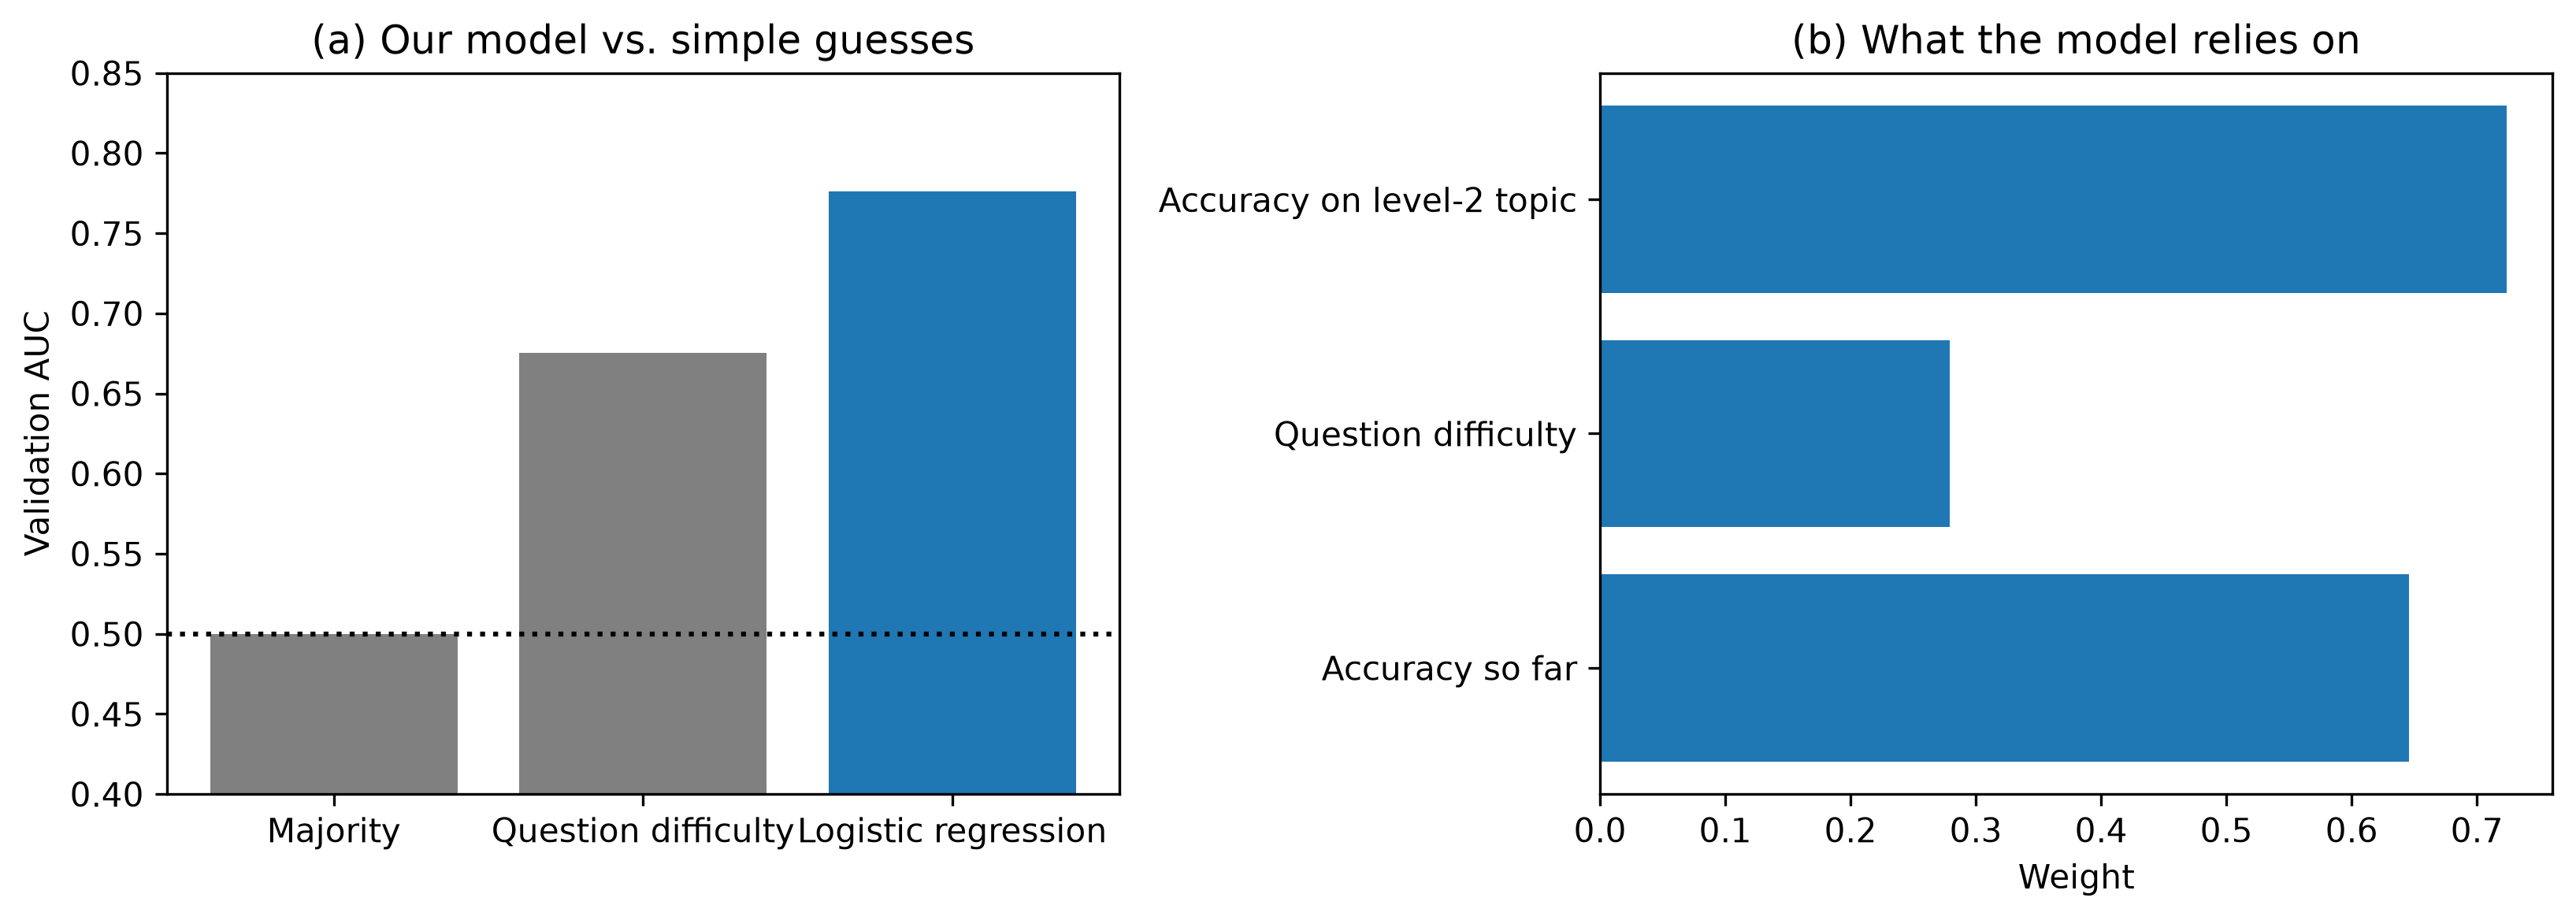 (a) Our model vs. simple guesses
Validation AUC
0.85
0.80
0.75
0.70
0.65
0.60
0.55
0.50
0.45
0.40
Majority
Question difficulty
Logistic regression
(b) What the model relies on
Accuracy on level-2 topic
Question difficulty
Accuracy so far
0.0 0.1 0.2 0.3 0.4 0.5 0.6 0.7
Weight